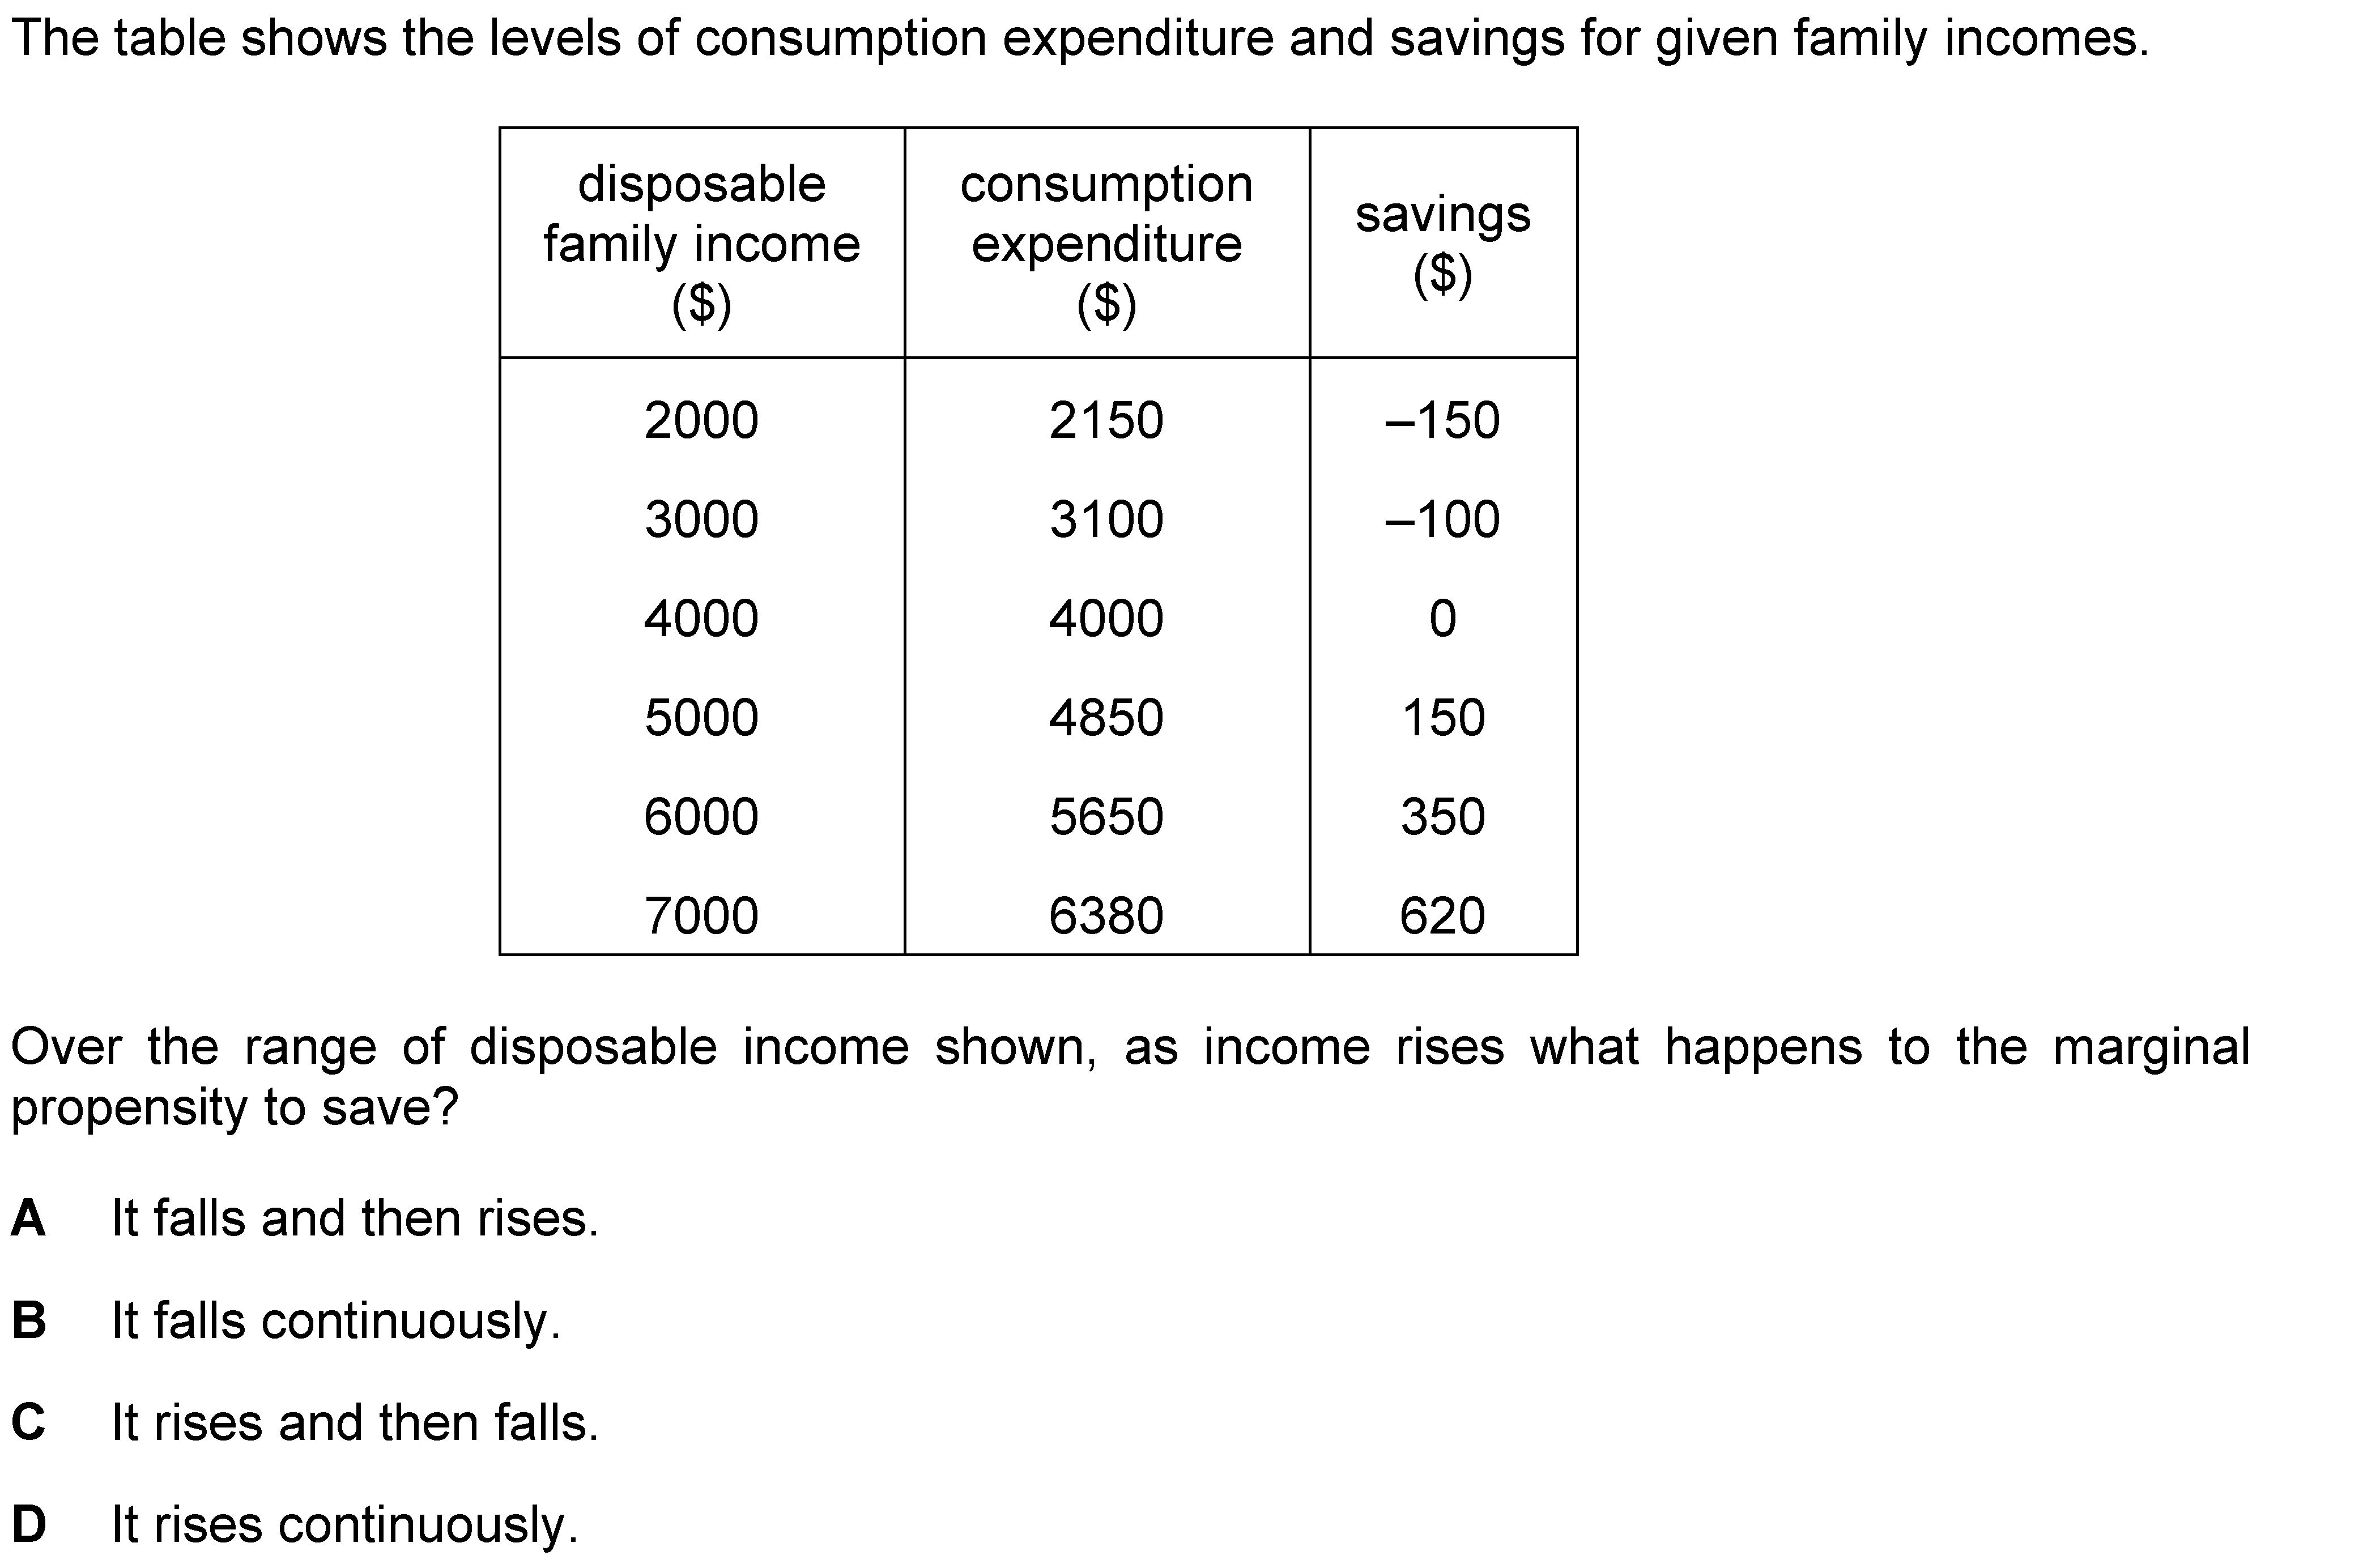 The table shows the levels of consumption expenditure and savings for given family incomes.
disposable family income ($) consumption expenditure ($) savings ($)
2000 2150 –150
3000 3100 –100
4000 4000 0
5000 4850 150
6000 5650 350
7000 6380 620
Over the range of disposable income shown, as income rises what happens to the marginal
propensity to save?
A It falls and then rises.
B It falls continuously.
C It rises and then falls.
D It rises continuously.